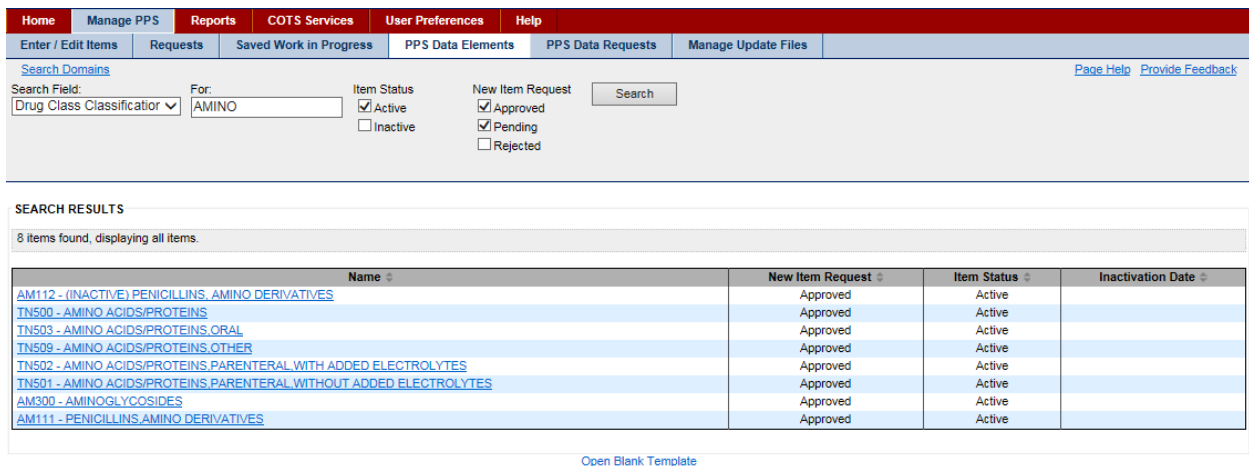 Home Manage PPS Reports COTS Services User Preferences Help
Enter / Edit Items Requests Saved Work in Progress PPS Data Elements PPS Data Requests Manage Update Files
Search Domains Page Help Provide Feedback
Search Field: For: Item Status New Item Request
Drug Class Classification AMINO Active Approved Search
Inactive Pending
Rejected
SEARCH RESULTS
8 items found, displaying all items.
Name New Item Request Item Status Inactivation Date
AM112 - (INACTIVE) PENICILLINS, AMINO DERIVATIVES Approved Active
TN500 - AMINO ACIDS/PROTEINS Approved Active
TN503 - AMINO ACIDS/PROTEINS,ORAL Approved Active
TN509 - AMINO ACIDS/PROTEINS,OTHER Approved Active
TN502 - AMINO ACIDS/PROTEINS,PARENTERAL,WITH ADDED ELECTROLYTES Approved Active
TN501 - AMINO ACIDS/PROTEINS,PARENTERAL,WITHOUT ADDED ELECTROLYTES Approved Active
AM300 - AMINOGLYCOSIDES Approved Active
AM111 - PENICILLINS,AMINO DERIVATIVES Approved Active
Open Blank Template